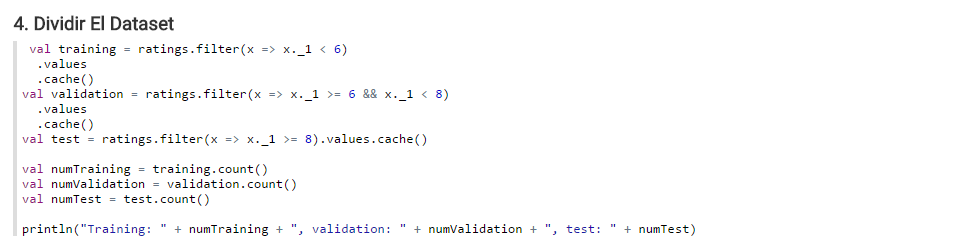 4. Dividir El Dataset
val training = ratings.filter(x => x._1 < 6)
.values
.cache()
val validation = ratings.filter(x => x._1 >= 6 && x._1 < 8)
.values
.cache()
val test = ratings.filter(x => x._1 >= 8).values.cache()
val numTraining = training.count()
val numValidation = validation.count()
val numTest = test.count()
println("Training: " + numTraining + ", validation: " + numValidation + ", test: " + numTest)